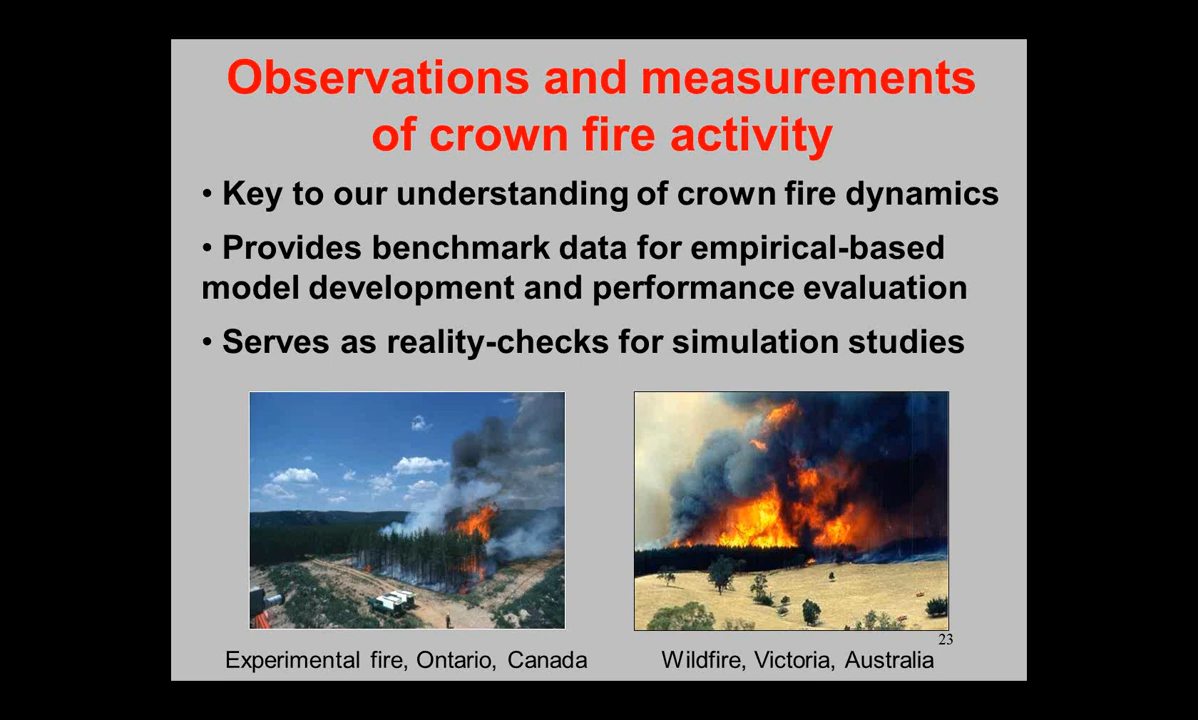 Observations and measurements
of crown fire activity
• Key to our understanding of crown fire dynamics
• Provides benchmark data for empirical-based
model development and performance evaluation
• Serves as reality-checks for simulation studies
23
Experimental fire, Ontario, Canada
Wildfire, Victoria, Australia